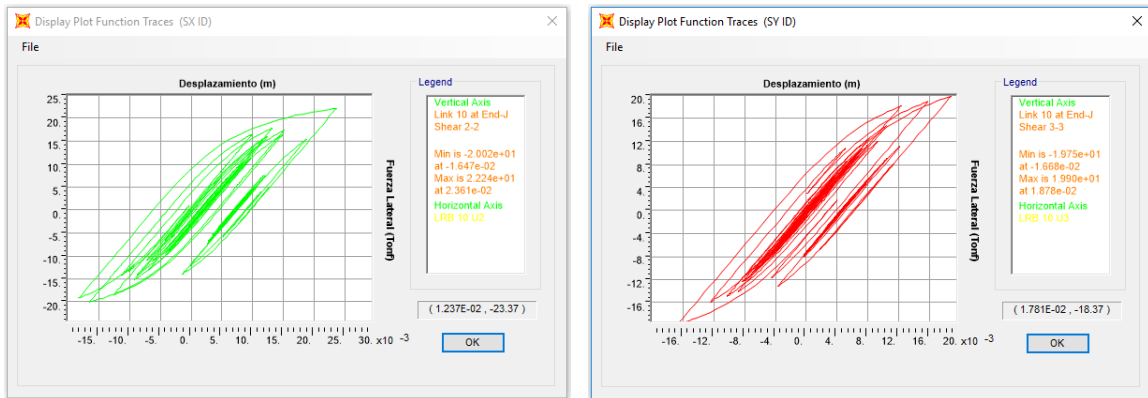 Display Plot Function Traces (SX ID)
File
Desplazamiento (m)
25.
20.
15.
10.
5.
0.
-5.
-10.
-15.
-20.
-15. -10. -5. 0. 5. 10. 15. 20. 25. 30. x10 -3
Fuerza Lateral (Tonf)
Legend
Vertical Axis
Link 10 at End-J
Shear 2-2
Min is -2.002e+01
at -1.647e-02
Max is 2.224e+01
at 2.361e-02
Horizontal Axis
LRB 10 U2
( 1.237E-02 , -23.37 )
OK
Display Plot Function Traces (SY ID)
File
Desplazamiento (m)
20.
16.
12.
8.
4.
0.
-4.
-8.
-12.
-16.
-16. -12. -8. -4. 0. 4. 8. 12. 16. 20. x10 -3
Fuerza Lateral (Tonf)
Legend
Vertical Axis
Link 10 at End-J
Shear 3-3
Min is -1.975e+01
at -1.668e-02
Max is 1.990e+01
at 1.878e-02
Horizontal Axis
LRB 10 U3
( 1.781E-02 , -18.37 )
OK